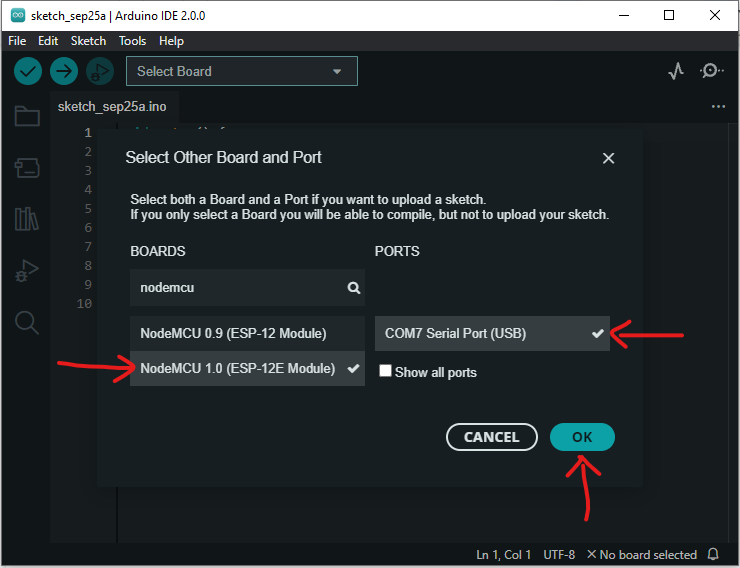 sketch_sep25a | Arduino IDE 2.0.0
File Edit Sketch Tools Help
Select Board
sketch_sep25a.ino
1
2
3
4
5
6
7
8
9
10
Select Other Board and Port
Select both a Board and a Port if you want to upload a sketch.
If you only select a Board you will be able to compile, but not to upload your sketch.
BOARDS
nodemcu
NodeMCU 0.9 (ESP-12 Module)
NodeMCU 1.0 (ESP-12E Module)
PORTS
COM7 Serial Port (USB)
Show all ports
CANCEL
OK
Ln 1, Col 1 UTF-8 No board selected